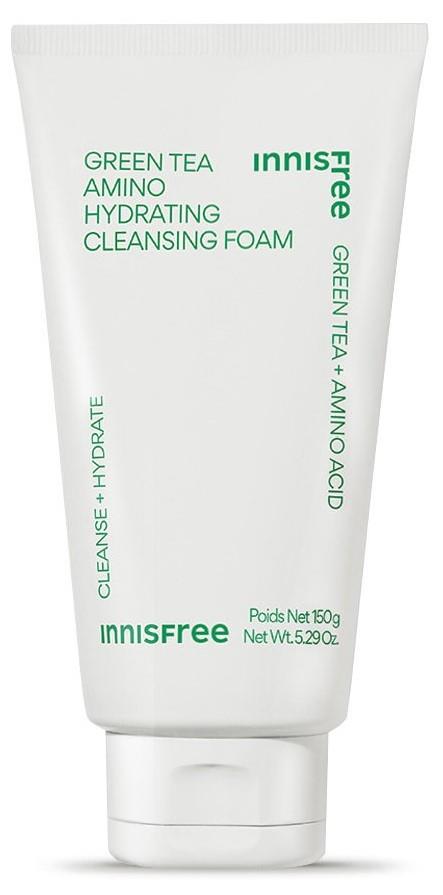 GREEN TEA
AMINO
HYDRATING
CLEANSING FOAM
innisFree
GREEN TEA + AMINO ACID
CLEANSE + HYDRATE
innisFree
Poids Net 150g
Net Wt. 5.29 Oz.